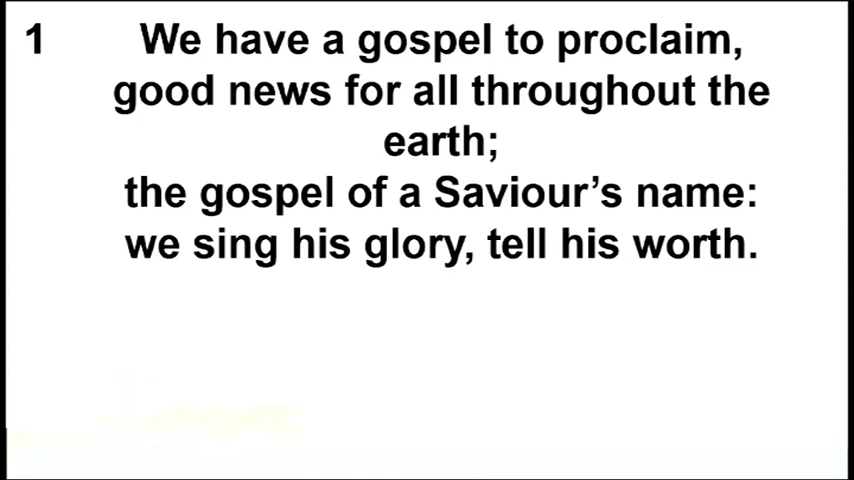 1 We have a gospel to proclaim,
good news for all throughout the
earth;
the gospel of a Saviour’s name:
we sing his glory, tell his worth.